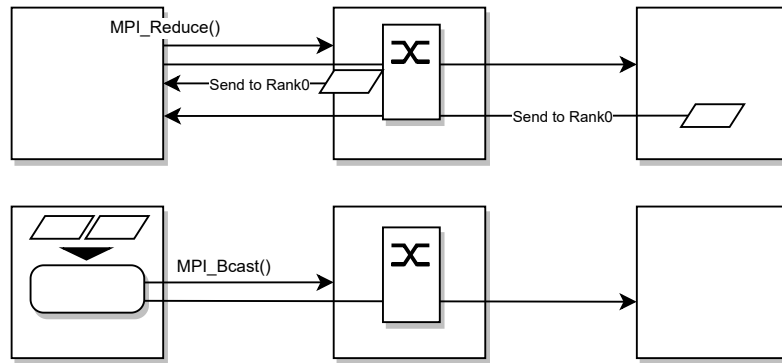 MPI_Reduce()
Send to Rank0
Send to Rank0
MPI_Bcast()